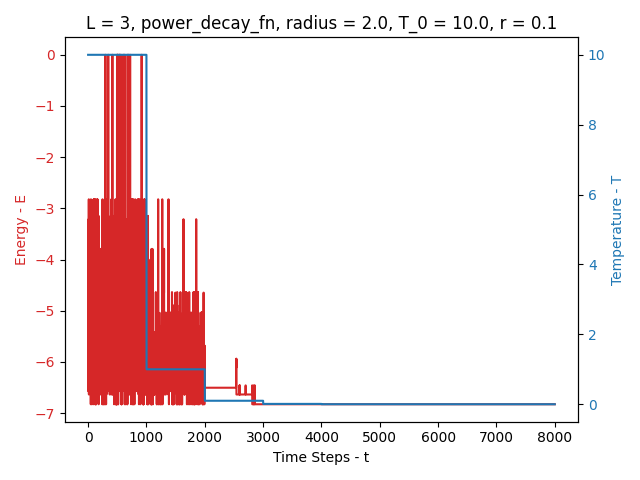 L = 3, power_decay_fn, radius = 2.0, T_0 = 10.0, r = 0.1
Energy - E
0
−1
−2
−3
−4
−5
−6
−7
10
8
6
4
2
0
Temperature - T
0 1000 2000 3000 4000 5000 6000 7000 8000
Time Steps - t